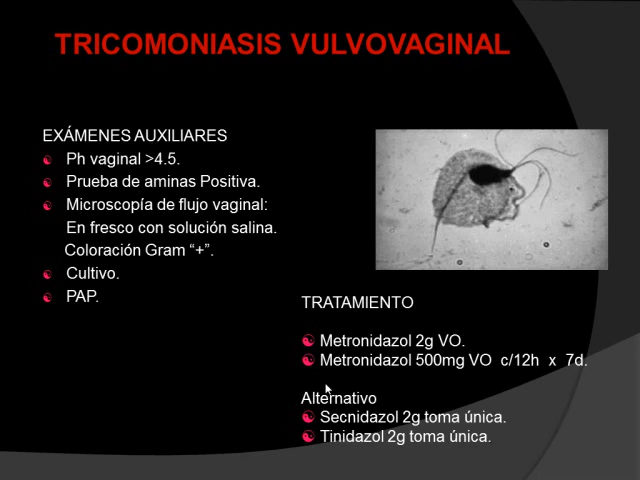 TRICOMONIASIS VULVOVAGINAL
EXÁMENES AUXILIARES
Ph vaginal >4.5.
Prueba de aminas Positiva.
Microscopía de flujo vaginal:
En fresco con solución salina.
Coloración Gram “+”.
Cultivo.
PAP.
TRATAMIENTO
Metronidazol 2g VO.
Metronidazol 500mg VO c/12h x 7d.
Alternativo
Secnidazol 2g toma única.
Tinidazol 2g toma única.